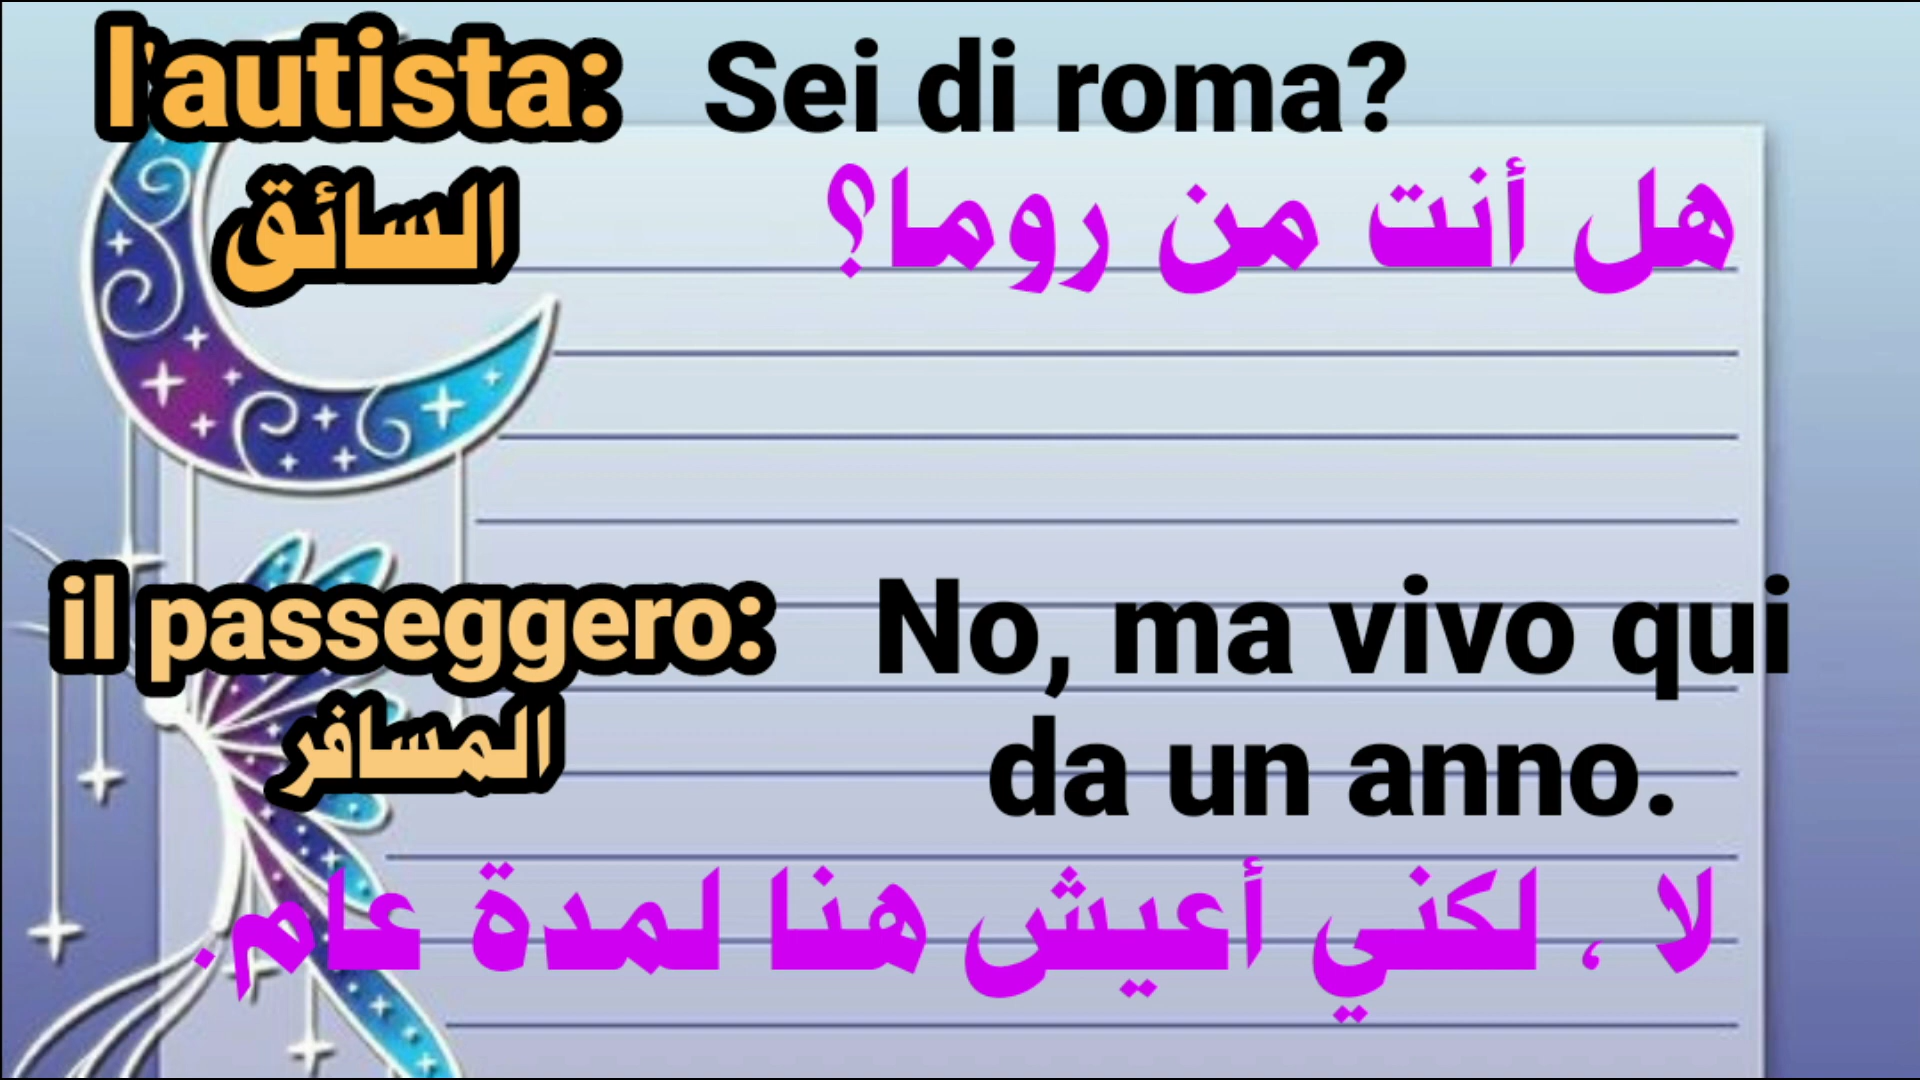 l'autista: Sei di roma?
السائق هل أنت من روما؟
il passeggero: No, ma vivo qui
المسافر da un anno.
لا ، لكني أعيش هنا لمدة عام.